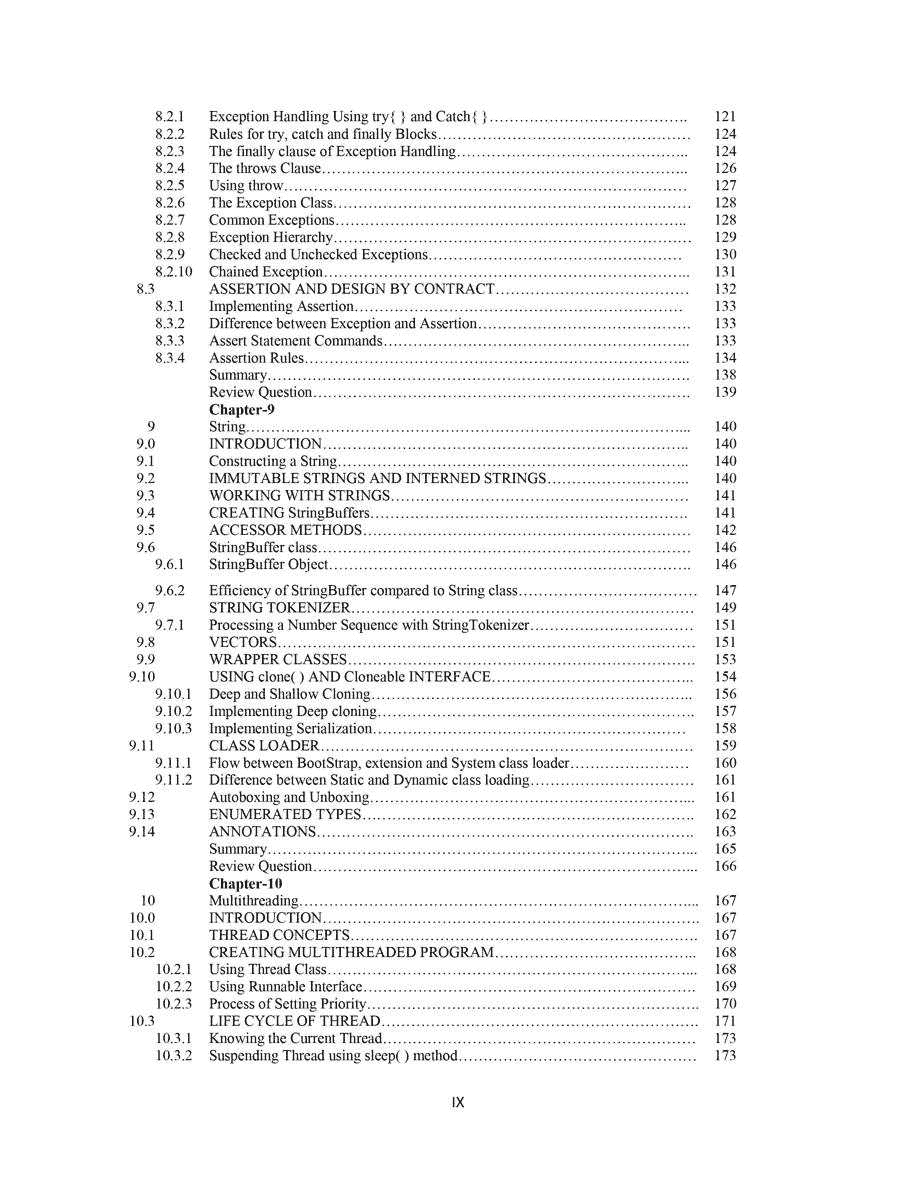 8.2.1 Exception Handling Using try{ } and Catch{ }…………………………………. 121
8.2.2 Rules for try, catch and finally Blocks…………………………………………… 124
8.2.3 The finally clause of Exception Handling……………………………………….. 124
8.2.4 The throws Clause……………………………………………………………….. 126
8.2.5 Using throw……………………………………………………………………… 127
8.2.6 The Exception Class……………………………………………………………… 128
8.2.7 Common Exceptions…………………………………………………………….. 128
8.2.8 Exception Hierarchy……………………………………………………………… 129
8.2.9 Checked and Unchecked Exceptions…………………………………………… 130
8.2.10 Chained Exception……………………………………………………………….. 131
8.3 ASSERTION AND DESIGN BY CONTRACT………………………………… 132
8.3.1 Implementing Assertion………………………………………………………… 133
8.3.2 Difference between Exception and Assertion……………………………………. 133
8.3.3 Assert Statement Commands…………………………………………………….. 133
8.3.4 Assertion Rules…………………………………………………………………... 134
Summary…………………………………………………………………………. 138
Review Question…………………………………………………………………. 139
Chapter-9
9 String……………………………………………………………………………... 140
9.0 INTRODUCTION……………………………………………………………….. 140
9.1 Constructing a String…………………………………………………………….. 140
9.2 IMMUTABLE STRINGS AND INTERNED STRINGS……………………….. 140
9.3 WORKING WITH STRINGS…………………………………………………… 141
9.4 CREATING StringBuffers………………………………………………………. 141
9.5 ACCESSOR METHODS………………………………………………………… 142
9.6 StringBuffer class………………………………………………………………… 146
9.6.1 StringBuffer Object………………………………………………………………. 146
9.6.2 Efficiency of StringBuffer compared to String class……………………………… 147
9.7 STRING TOKENIZER…………………………………………………………… 149
9.7.1 Processing a Number Sequence with StringTokenizer…………………………… 151
9.8 VECTORS………………………………………………………………………… 151
9.9 WRAPPER CLASSES……………………………………………………………. 153
9.10 USING clone( ) AND Cloneable INTERFACE………………………………….. 154
9.10.1 Deep and Shallow Cloning……………………………………………………….. 156
9.10.2 Implementing Deep cloning………………………………………………………. 157
9.10.3 Implementing Serialization……………………………………………………… 158
9.11 CLASS LOADER………………………………………………………………… 159
9.11.1 Flow between BootStrap, extension and System class loader…………………… 160
9.11.2 Difference between Static and Dynamic class loading…………………………… 161
9.12 Autoboxing and Unboxing………………………………………………………... 161
9.13 ENUMERATED TYPES…………………………………………………………. 162
9.14 ANNOTATIONS…………………………………………………………………. 163
Summary…………………………………………………………………………... 165
Review Question…………………………………………………………………... 166
Chapter-10
10 Multithreading……………………………………………………………………... 167
10.0 INTRODUCTION…………………………………………………………………. 167
10.1 THREAD CONCEPTS……………………………………………………………. 167
10.2 CREATING MULTITHREADED PROGRAM………………………………….. 168
10.2.1 Using Thread Class………………………………………………………………... 168
10.2.2 Using Runnable Interface………………………………………………………… 169
10.2.3 Process of Setting Priority…………………………………………………………. 170
10.3 LIFE CYCLE OF THREAD……………………………………………………… 171
10.3.1 Knowing the Current Thread……………………………………………………… 173
10.3.2 Suspending Thread using sleep( ) method………………………………………… 173
IX